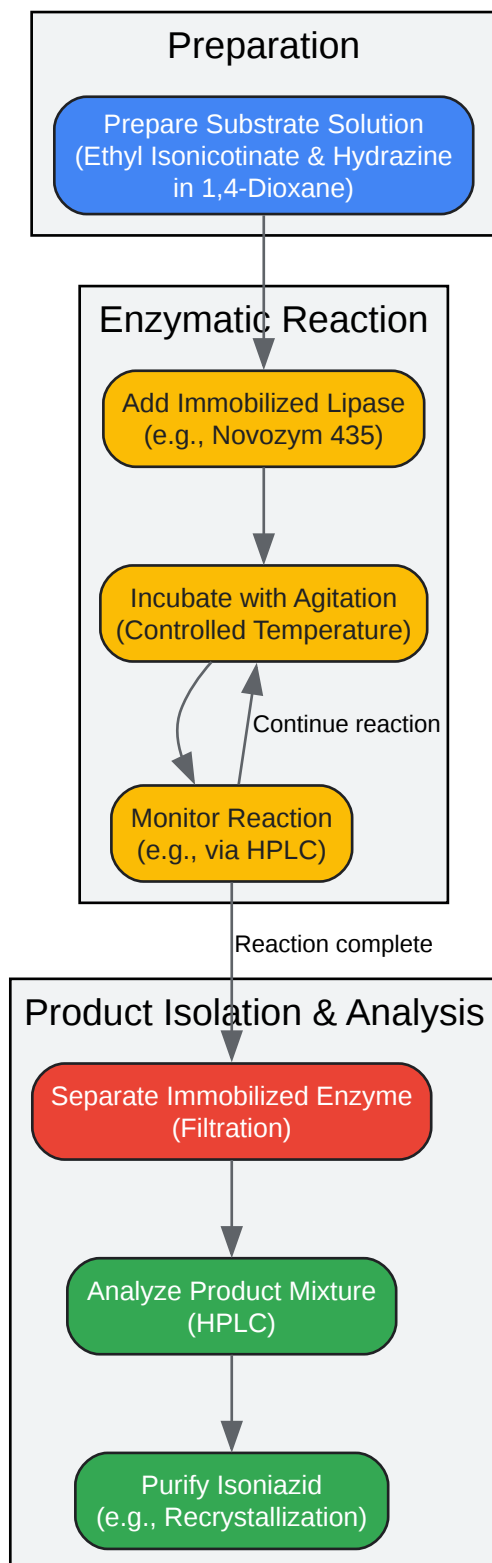 Preparation
Prepare Substrate Solution
(Ethyl Isonicotinate & Hydrazine
in 1,4-Dioxane)
Enzymatic Reaction
Add Immobilized Lipase
(e.g., Novozym 435)
Incubate with Agitation
(Controlled Temperature)
Continue reaction
Monitor Reaction
(e.g., via HPLC)
Reaction complete
Product Isolation & Analysis
Separate Immobilized Enzyme
(Filtration)
Analyze Product Mixture
(HPLC)
Purify Isoniazid
(e.g., Recrystallization)